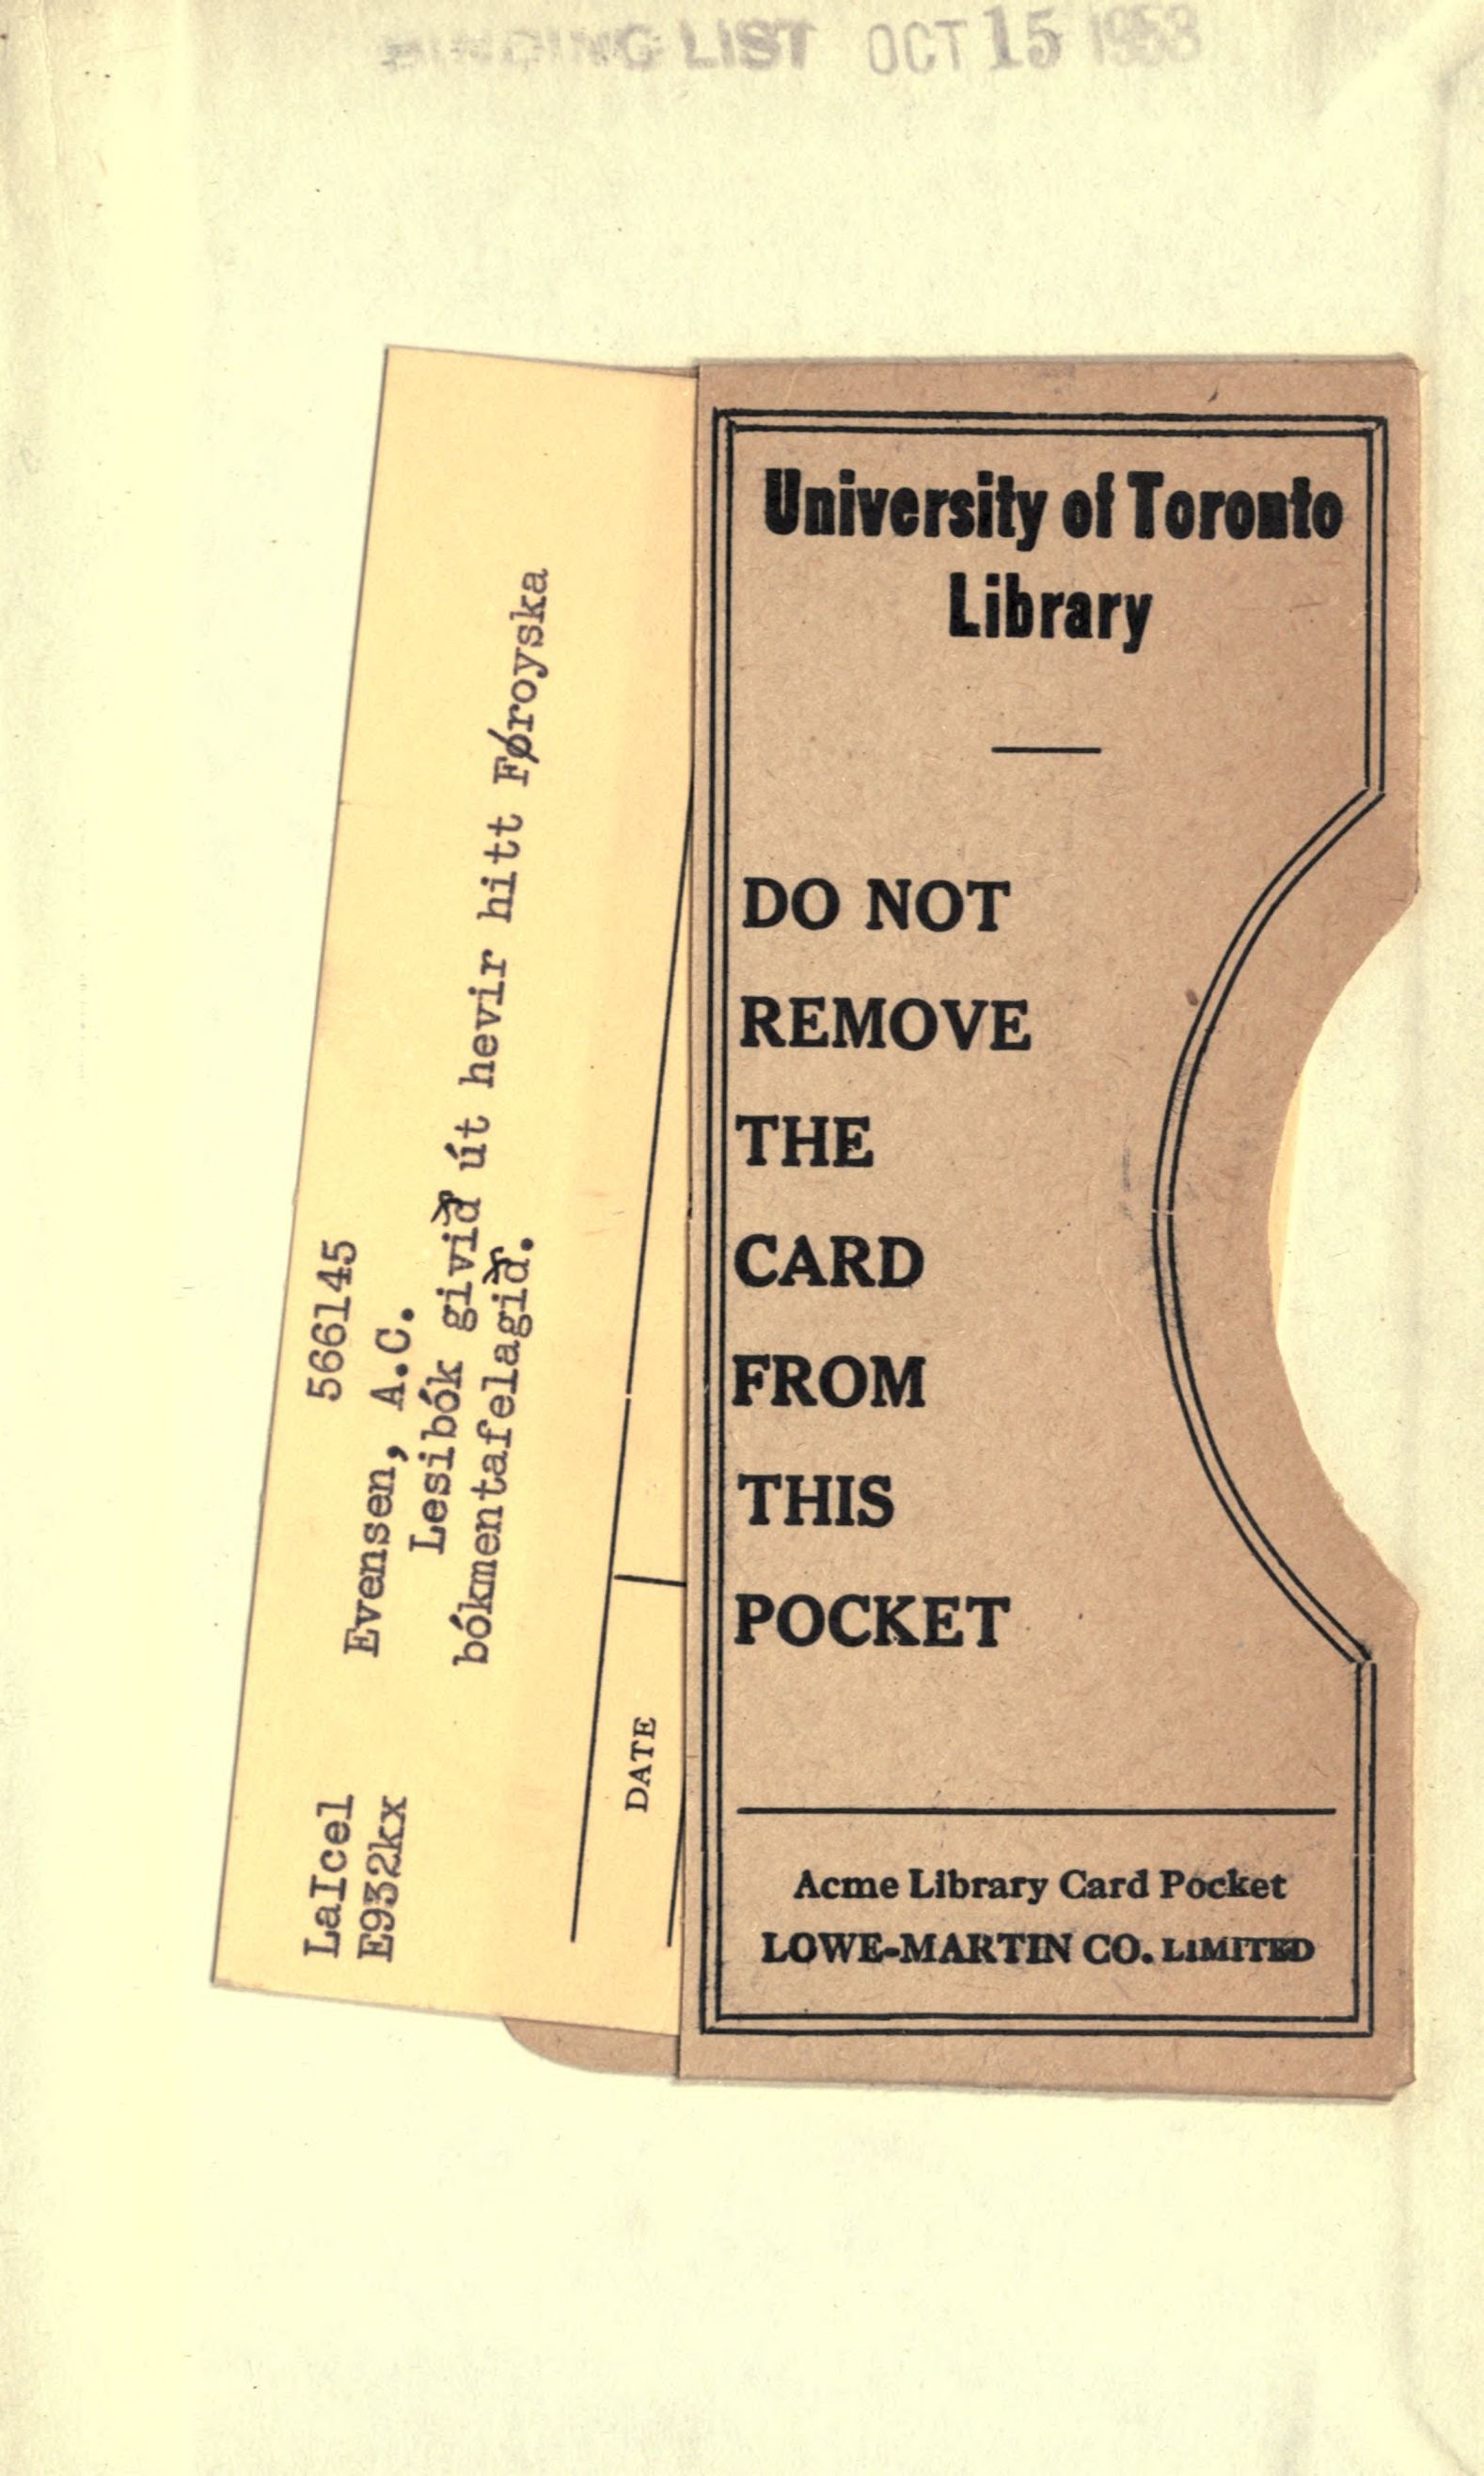 BINDING LIST OCT 15 1953
LaIcel
E932kx
566145
Evensen, A.C.
Lesibók givið út hevir hitt Føroyska
bókmentafelagið.
DATE
University of Toronto
Library
DO NOT
REMOVE
THE
CARD
FROM
THIS
POCKET
Acme Library Card Pocket
LOWE-MARTIN CO. LIMITED